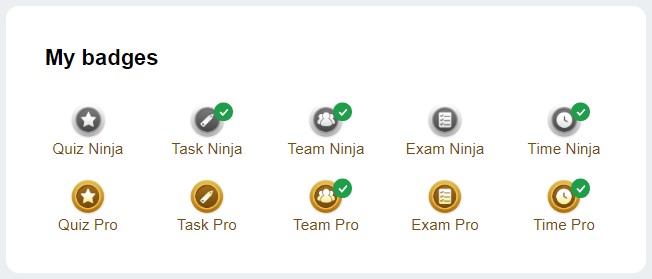 My badges
Quiz Ninja Task Ninja Team Ninja Exam Ninja Time Ninja
Quiz Pro Task Pro Team Pro Exam Pro Time Pro